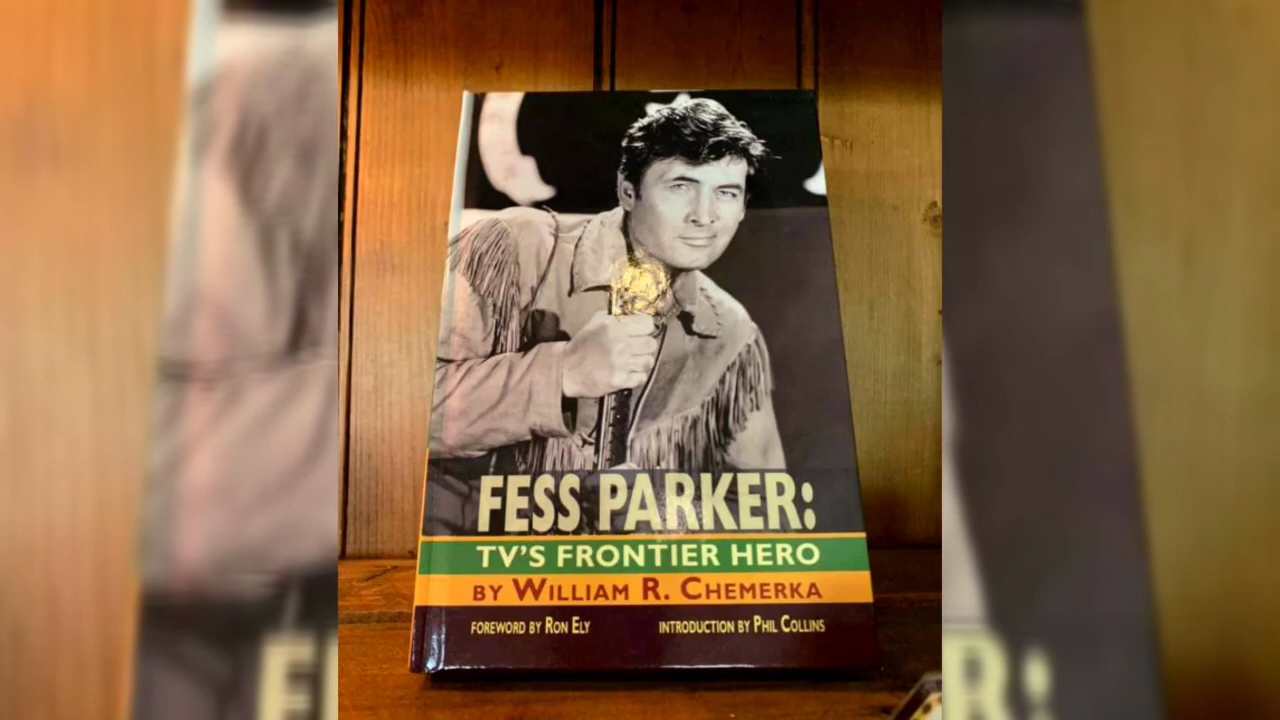 FESS PARKER:
TV'S FRONTIER HERO
BY WILLIAM R. CHEMERKA
FOREWORD BY RON ELY INTRODUCTION BY PHIL COLLINS